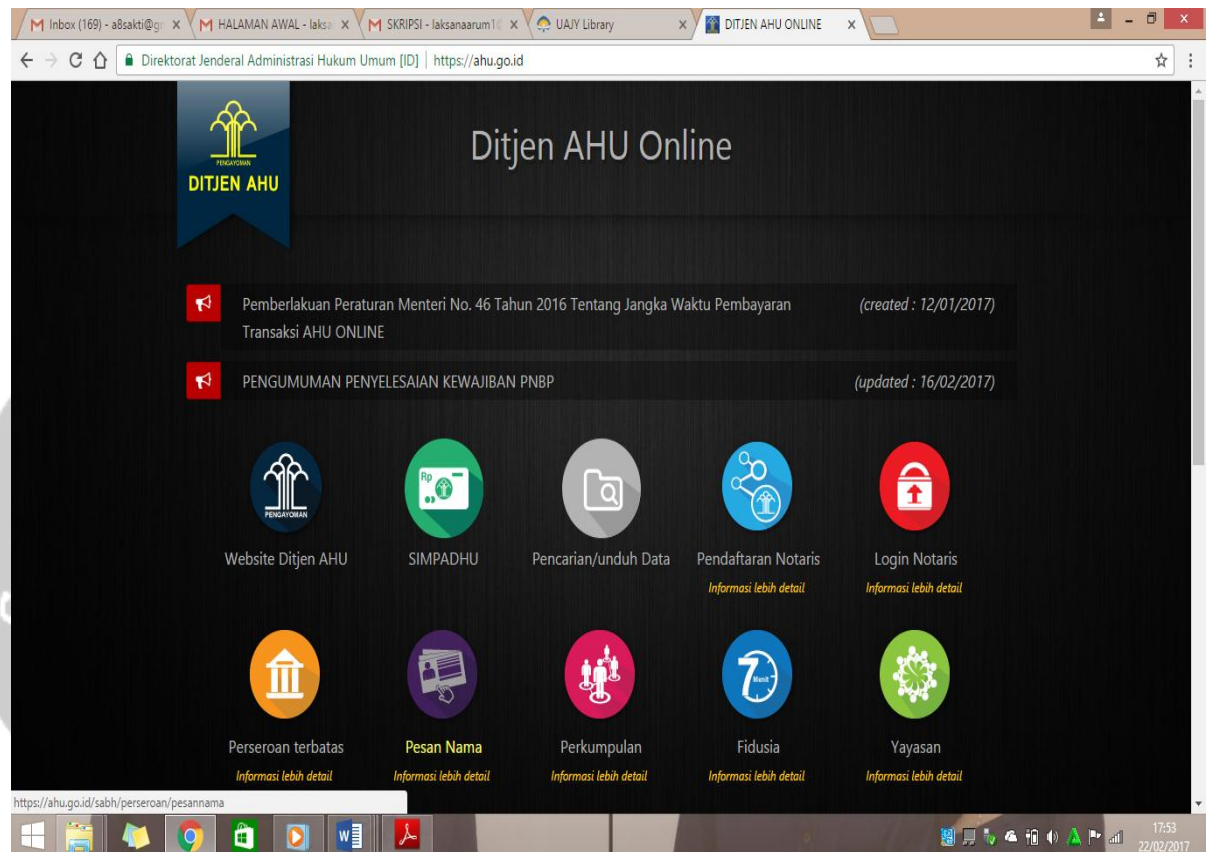 Inbox (169) - a8sakti@g
HALAMAN AWAL - laks
SKRIPSI - laksanaarum1
UAJY Library
DITJEN AHU ONLINE
Direktorat Jenderal Administrasi Hukum Umum [ID] | https://ahu.go.id
PENGAYOMAN
DITJEN AHU
Ditjen AHU Online
Pemberlakuan Peraturan Menteri No. 46 Tahun 2016 Tentang Jangka Waktu Pembayaran (created : 12/01/2017)
Transaksi AHU ONLINE
PENGUMUMAN PENYELESAIAN KEWAJIBAN PNBP (updated : 16/02/2017)
PENGAYOMAN
Rp
Website Ditjen AHU
SIMPADHU
Pencarian/unduh Data
Pendaftaran Notaris
Login Notaris
Informasi lebih detail
Informasi lebih detail
7 Menit
Perseroan terbatas
Pesan Nama
Perkumpulan
Fidusia
Yayasan
Informasi lebih detail
Informasi lebih detail
Informasi lebih detail
Informasi lebih detail
Informasi lebih detail
https://ahu.go.id/sabh/perseroan/pesannama
17:53
22/02/2017